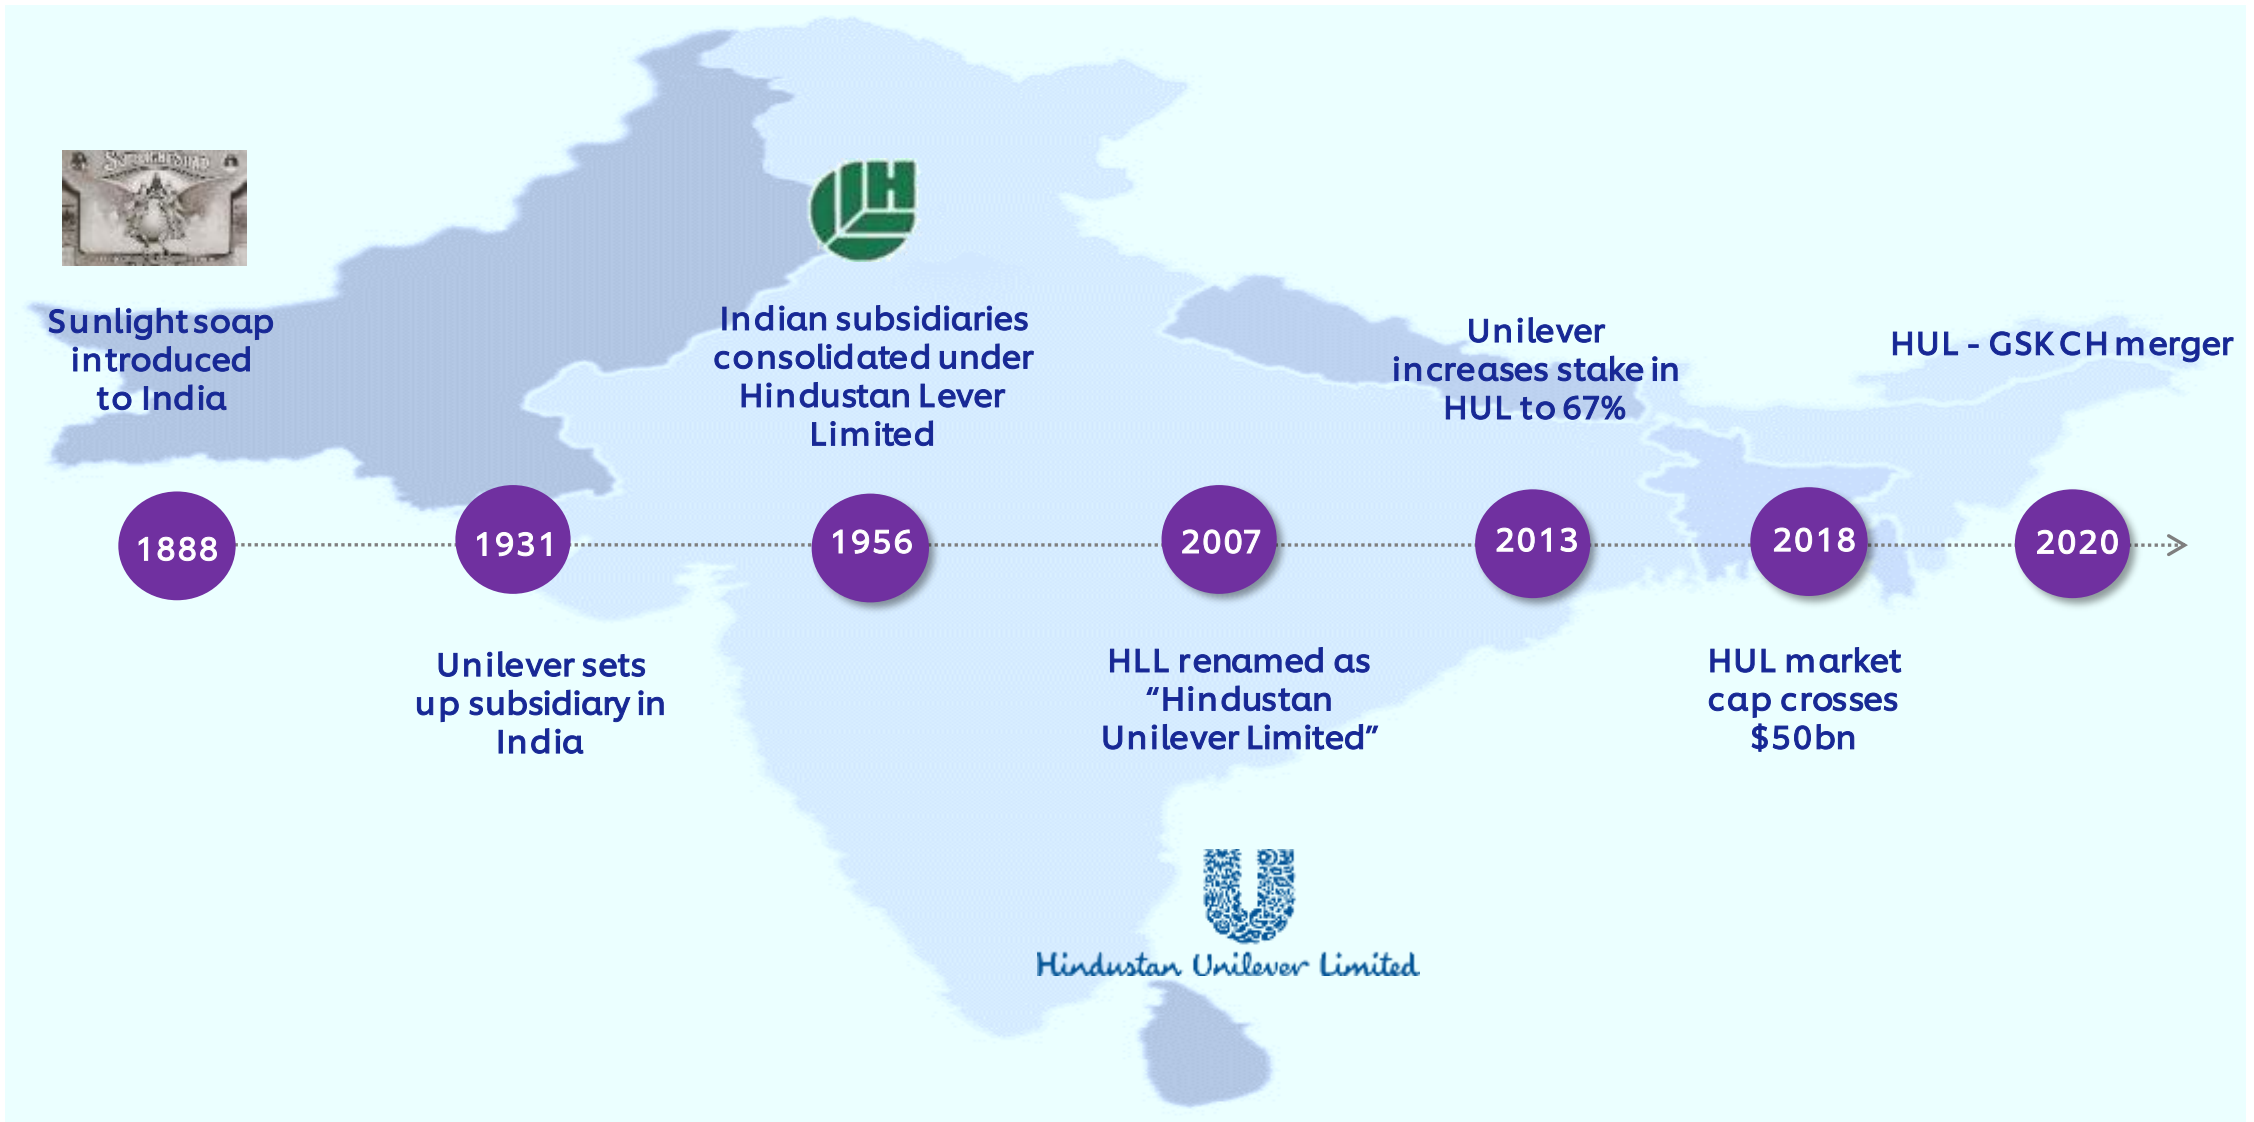 SUNLIGHT SOAP
Sunlight soap
introduced
to India
Indian subsidiaries
consolidated under
Hindustan Lever
Limited
Unilever
increases stake in
HUL to 67%
HUL - GSK CH merger
1888
1931
1956
2007
2013
2018
2020
Unilever sets
up subsidiary in
India
HLL renamed as
“Hindustan
Unilever Limited”
HUL market
cap crosses
$50bn
Hindustan Unilever Limited